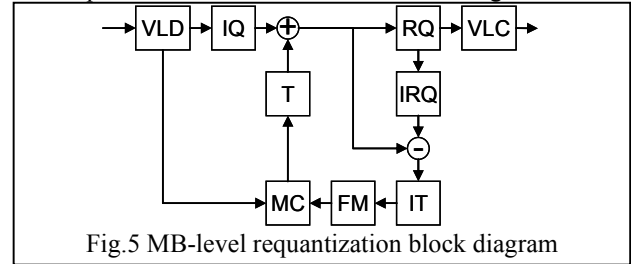 VLD IQ + RQ VLC
T IRQ
-
MC FM IT
Fig.5 MB-level requantization block diagram